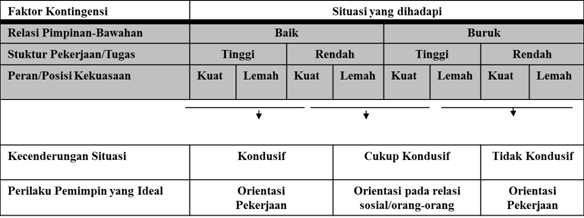 Faktor Kontingensi Situasi yang dihadapi
Relasi Pimpinan-Bawahan Baik Buruk
Stuktur Pekerjaan/Tugas Tinggi Rendah Tinggi Rendah
Peran/Posisi Kekuasaan Kuat Lemah Kuat Lemah Kuat Lemah Kuat Lemah
Kecenderungan Situasi Kondusif Cukup Kondusif Tidak Kondusif
Perilaku Pemimpin yang Ideal Orientasi Orientasi pada relasi Orientasi
Pekerjaan sosial/orang-orang Pekerjaan